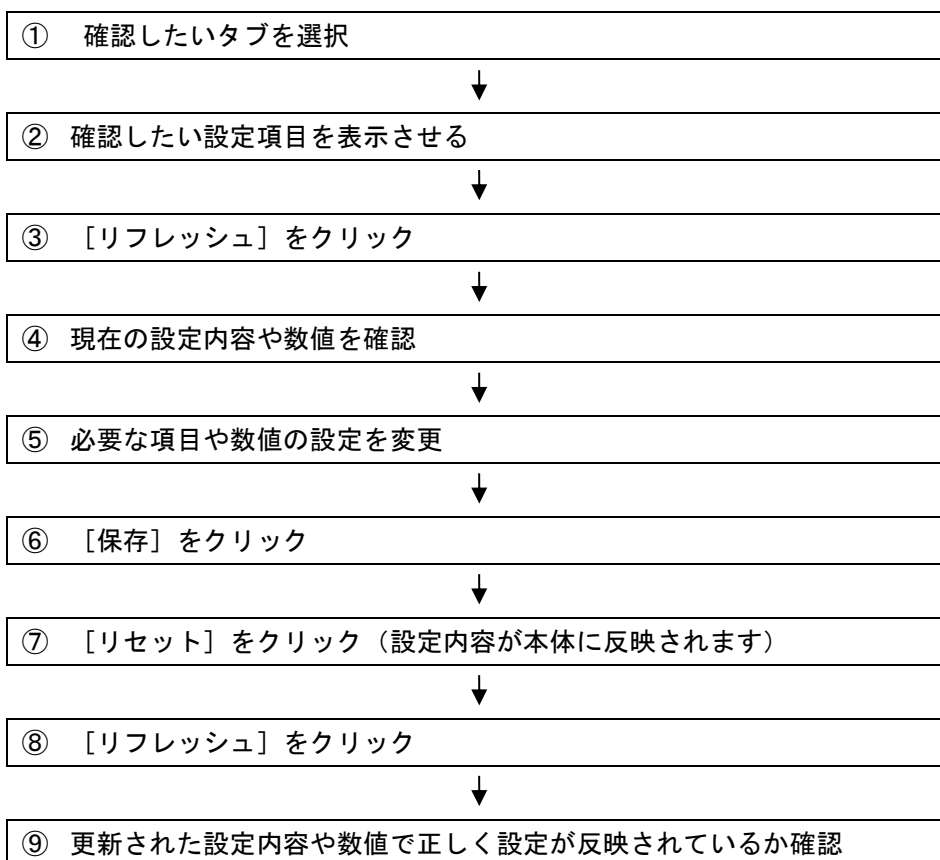 ① 確認したいタブを選択
② 確認したい設定項目を表示させる
③ ［リフレッシュ］をクリック
④ 現在の設定内容や数値を確認
⑤ 必要な項目や数値の設定を変更
⑥ ［保存］をクリック
⑦ ［リセット］をクリック（設定内容が本体に反映されます）
⑧ ［リフレッシュ］をクリック
⑨ 更新された設定内容や数値で正しく設定が反映されているか確認